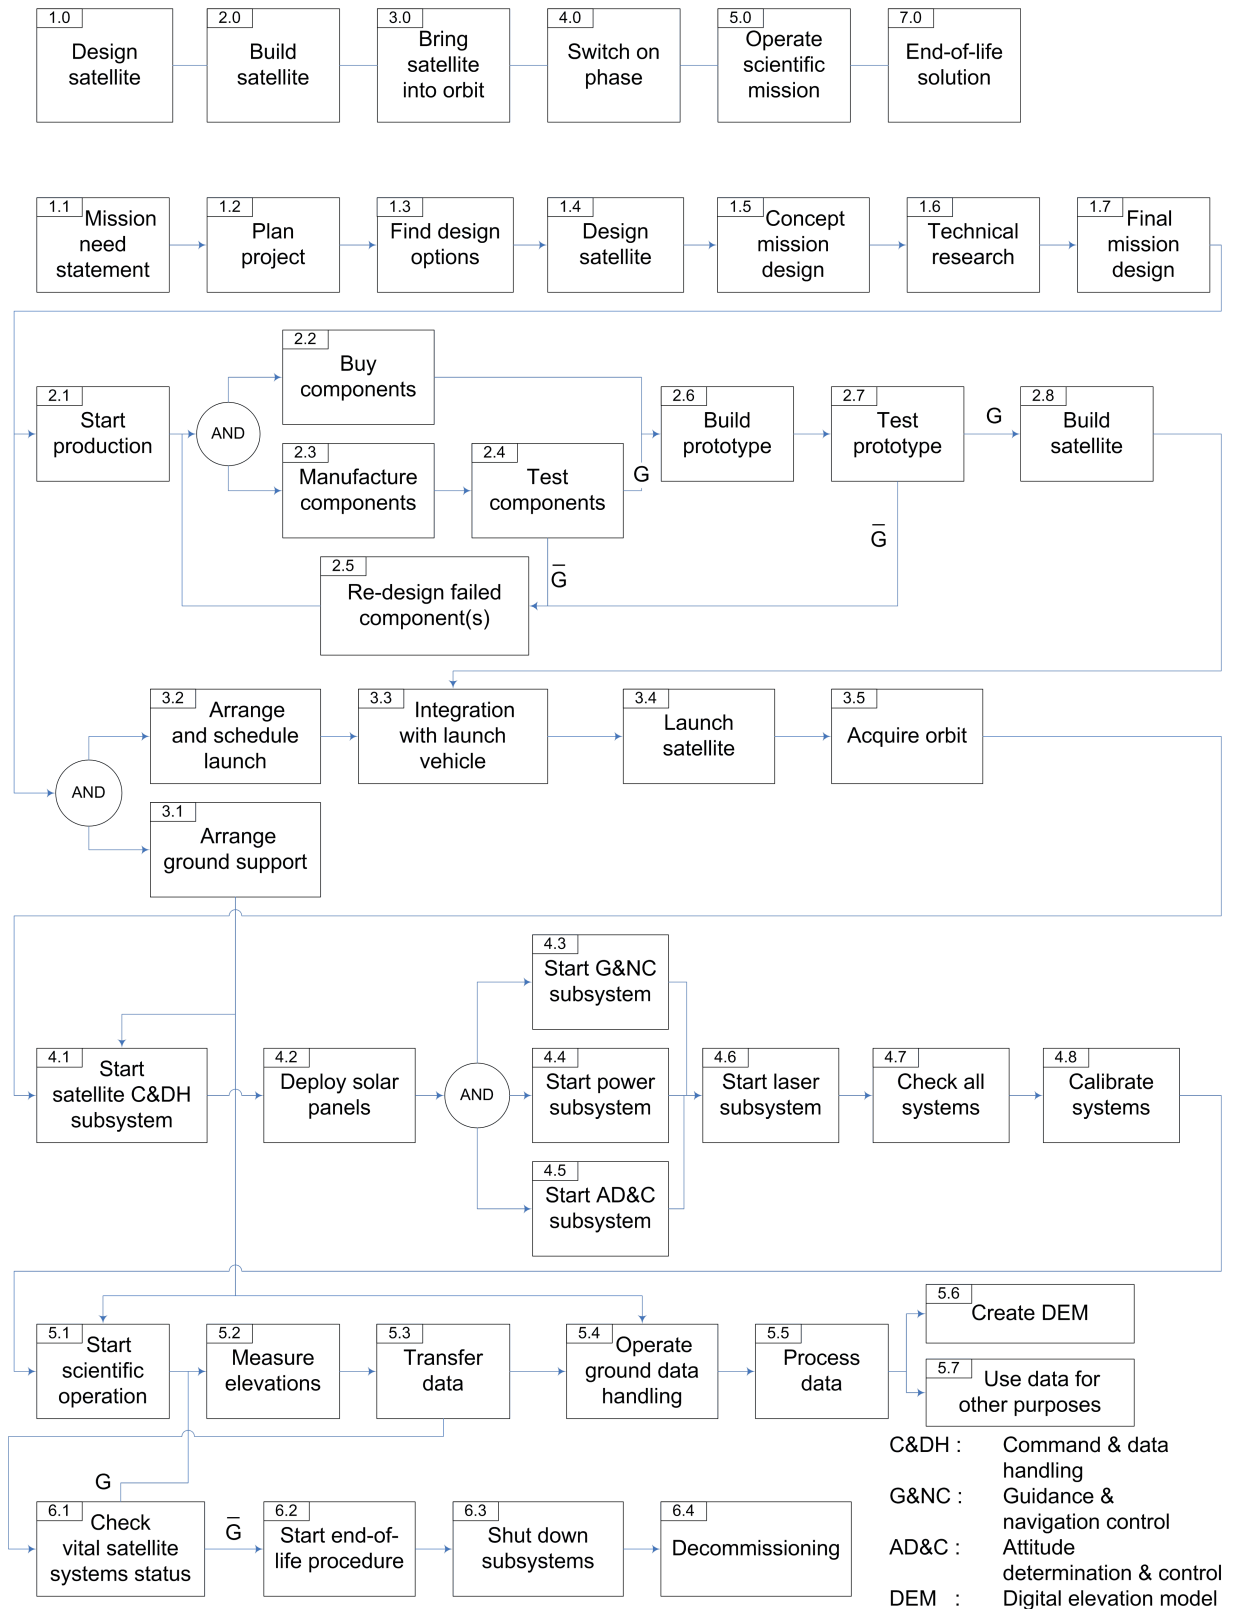 1.0
Design
satellite
2.0
Build
satellite
3.0
Bring
satellite
into orbit
4.0
Switch on
phase
5.0
Operate
scientific
mission
7.0
End-of-life
solution
1.1
Mission
need
statement
1.2
Plan
project
1.3
Find design
options
1.4
Design
satellite
1.5
Concept
mission
design
1.6
Technical
research
1.7
Final
mission
design
2.1
Start
production
AND
2.2
Buy
components
2.3
Manufacture
components
2.4
Test
components
G
G̅
2.5
Re-design failed
component(s)
2.6
Build
prototype
2.7
Test
prototype
G
G̅
2.8
Build
satellite
AND
3.2
Arrange
and schedule
launch
3.3
Integration
with launch
vehicle
3.4
Launch
satellite
3.5
Acquire orbit
3.1
Arrange
ground support
4.1
Start
satellite C&DH
subsystem
4.2
Deploy solar
panels
AND
4.3
Start G&NC
subsystem
4.4
Start power
subsystem
4.5
Start AD&C
subsystem
4.6
Start laser
subsystem
4.7
Check all
systems
4.8
Calibrate
systems
5.1
Start
scientific
operation
5.2
Measure
elevations
5.3
Transfer
data
5.4
Operate
ground data
handling
5.5
Process
data
5.6
Create DEM
5.7
Use data for
other purposes
G
6.1
Check
vital satellite
systems status
G̅
6.2
Start end-of-
life procedure
6.3
Shut down
subsystems
6.4
Decommissioning
C&DH : Command & data
handling
G&NC : Guidance &
navigation control
AD&C : Attitude
determination & control
DEM : Digital elevation model